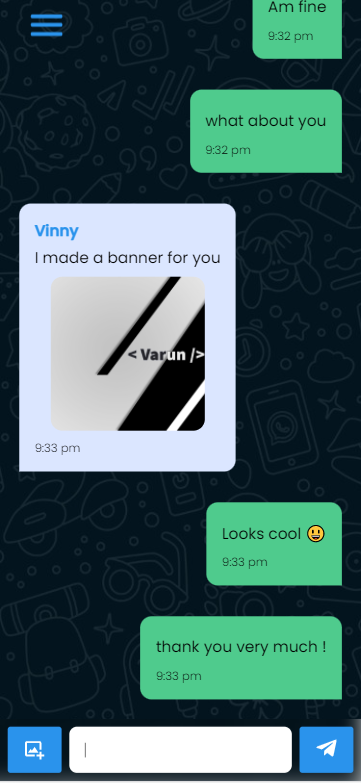 Am fine
9:32 pm
what about you
9:32 pm
Vinny
I made a banner for you
< Varun />
9:33 pm
Looks cool 😃
9:33 pm
thank you very much !
9:33 pm